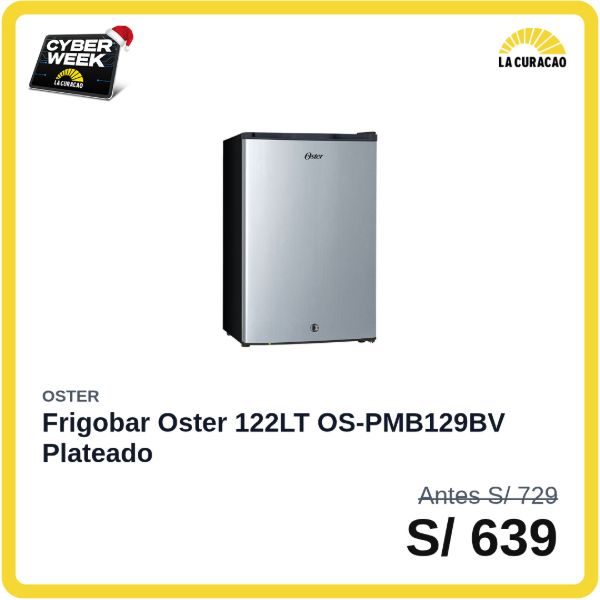 CYBER
WEEK
LA CURACAO
LA CURACAO
Oster
OSTER
Frigobar Oster 122LT OS-PMB129BV
Plateado
Antes S/ 729
S/ 639